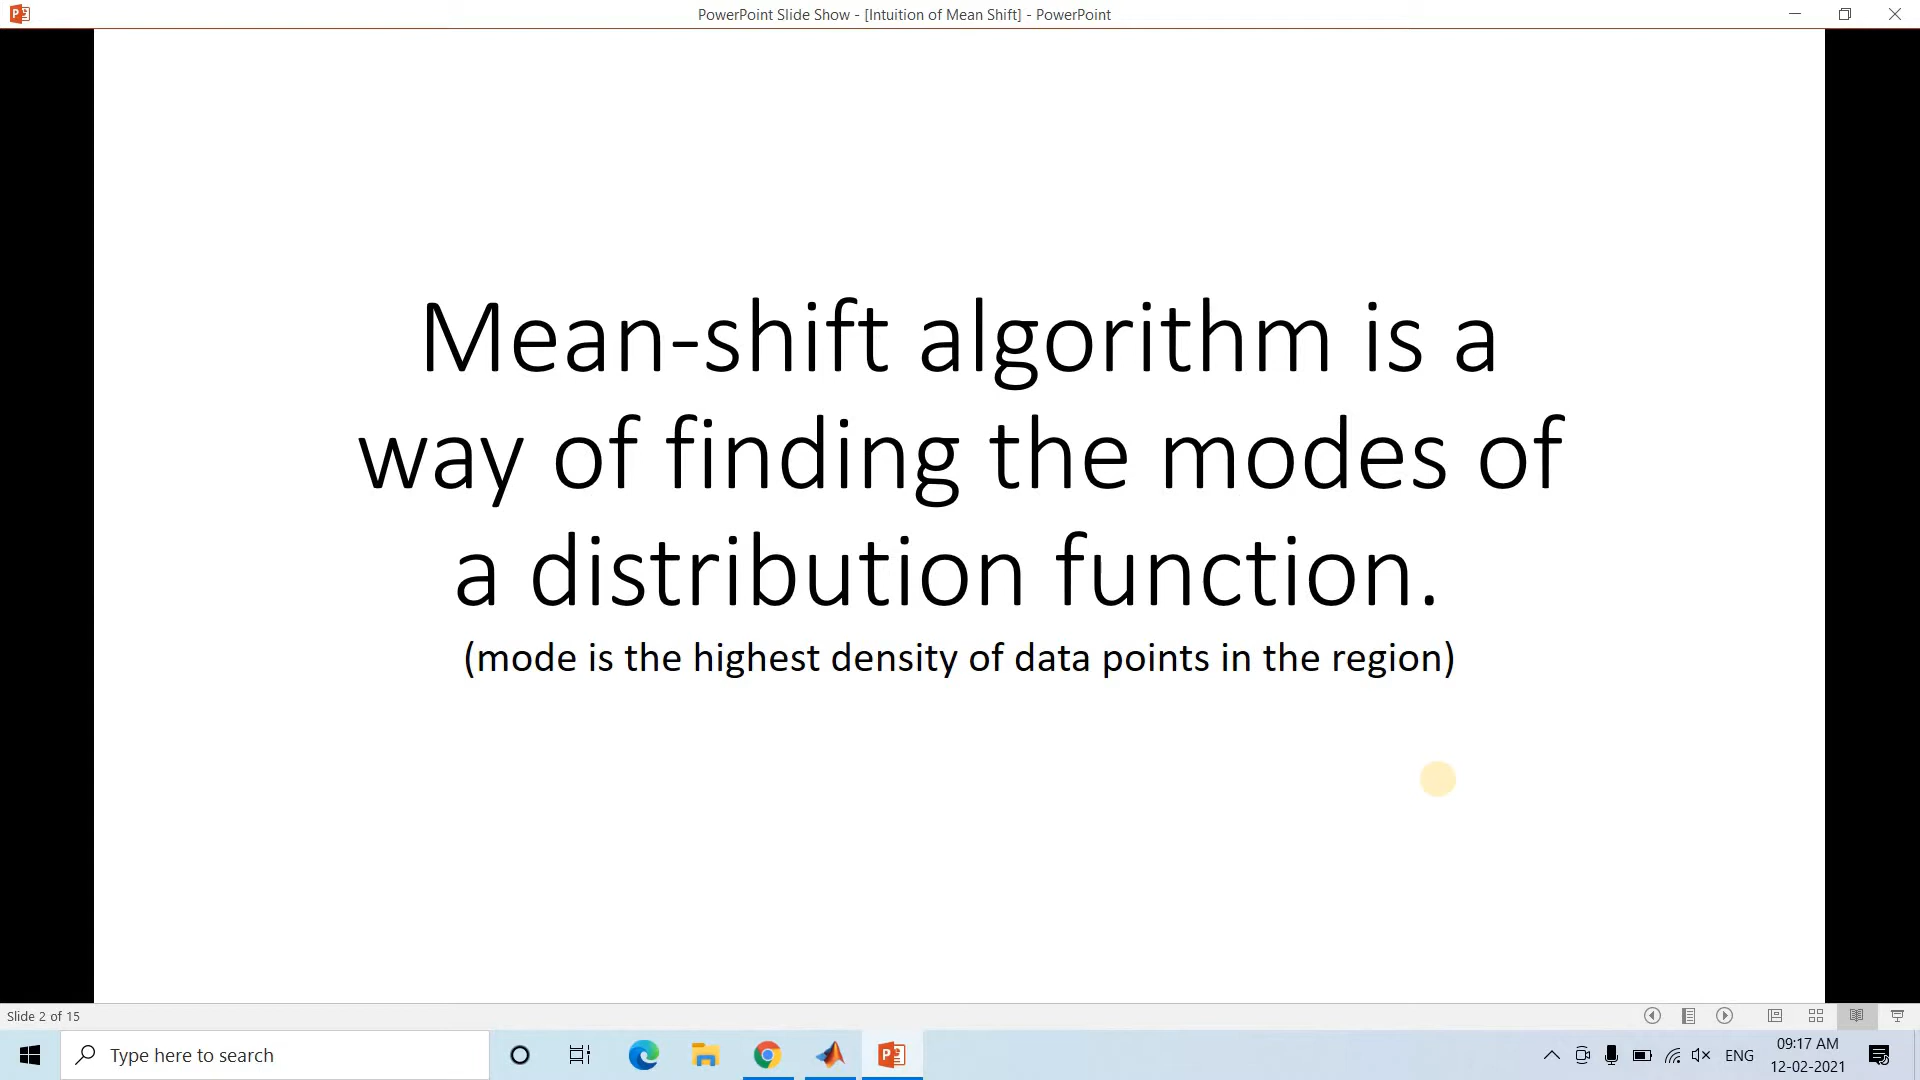 PowerPoint Slide Show - [Intuition of Mean Shift] - PowerPoint
Mean-shift algorithm is a
way of finding the modes of
a distribution function.
(mode is the highest density of data points in the region)
Slide 2 of 15
Type here to search
ENG
09:17 AM
12-02-2021